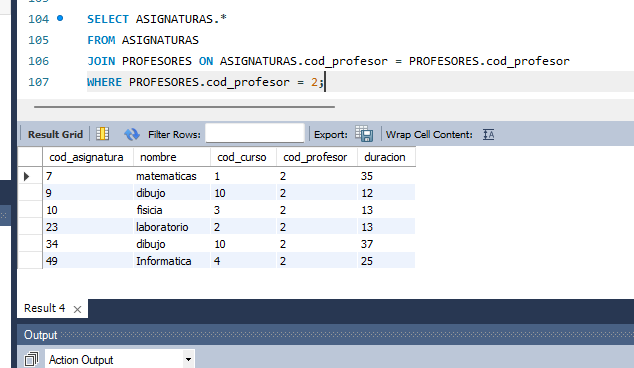 104 SELECT ASIGNATURAS.*
105 FROM ASIGNATURAS
106 JOIN PROFESORES ON ASIGNATURAS.cod_profesor = PROFESORES.cod_profesor
107 WHERE PROFESORES.cod_profesor = 2;
Result Grid Filter Rows: Export: Wrap Cell Content:
cod_asignatura nombre cod_curso cod_profesor duracion
7 matematicas 1 2 35
9 dibujo 10 2 12
10 fisicia 3 2 13
23 laboratorio 2 2 13
34 dibujo 10 2 37
49 Informatica 4 2 25
Result 4
Output
Action Output